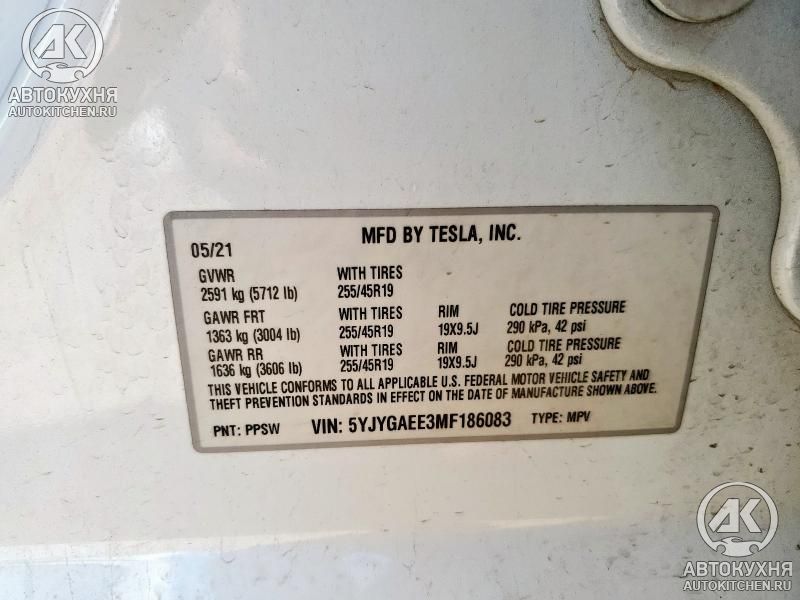 AK
АВТОКУХНЯ
AUTOKITCHEN.RU
MFD BY TESLA, INC.
05/21
GVWR WITH TIRES
2591 kg (5712 lb) 255/45R19
GAWR FRT WITH TIRES RIM COLD TIRE PRESSURE
1363 kg (3004 lb) 255/45R19 19X9.5J 290 kPa, 42 psi
GAWR RR WITH TIRES RIM COLD TIRE PRESSURE
1636 kg (3606 lb) 255/45R19 19X9.5J 290 kPa, 42 psi
THIS VEHICLE CONFORMS TO ALL APPLICABLE U.S. FEDERAL MOTOR VEHICLE SAFETY AND
THEFT PREVENTION STANDARDS IN EFFECT ON THE DATE OF MANUFACTURE SHOWN ABOVE.
PNT: PPSW VIN: 5YJYGAEE3MF186083 TYPE: MPV
AK
АВТОКУХНЯ
AUTOKITCHEN.RU